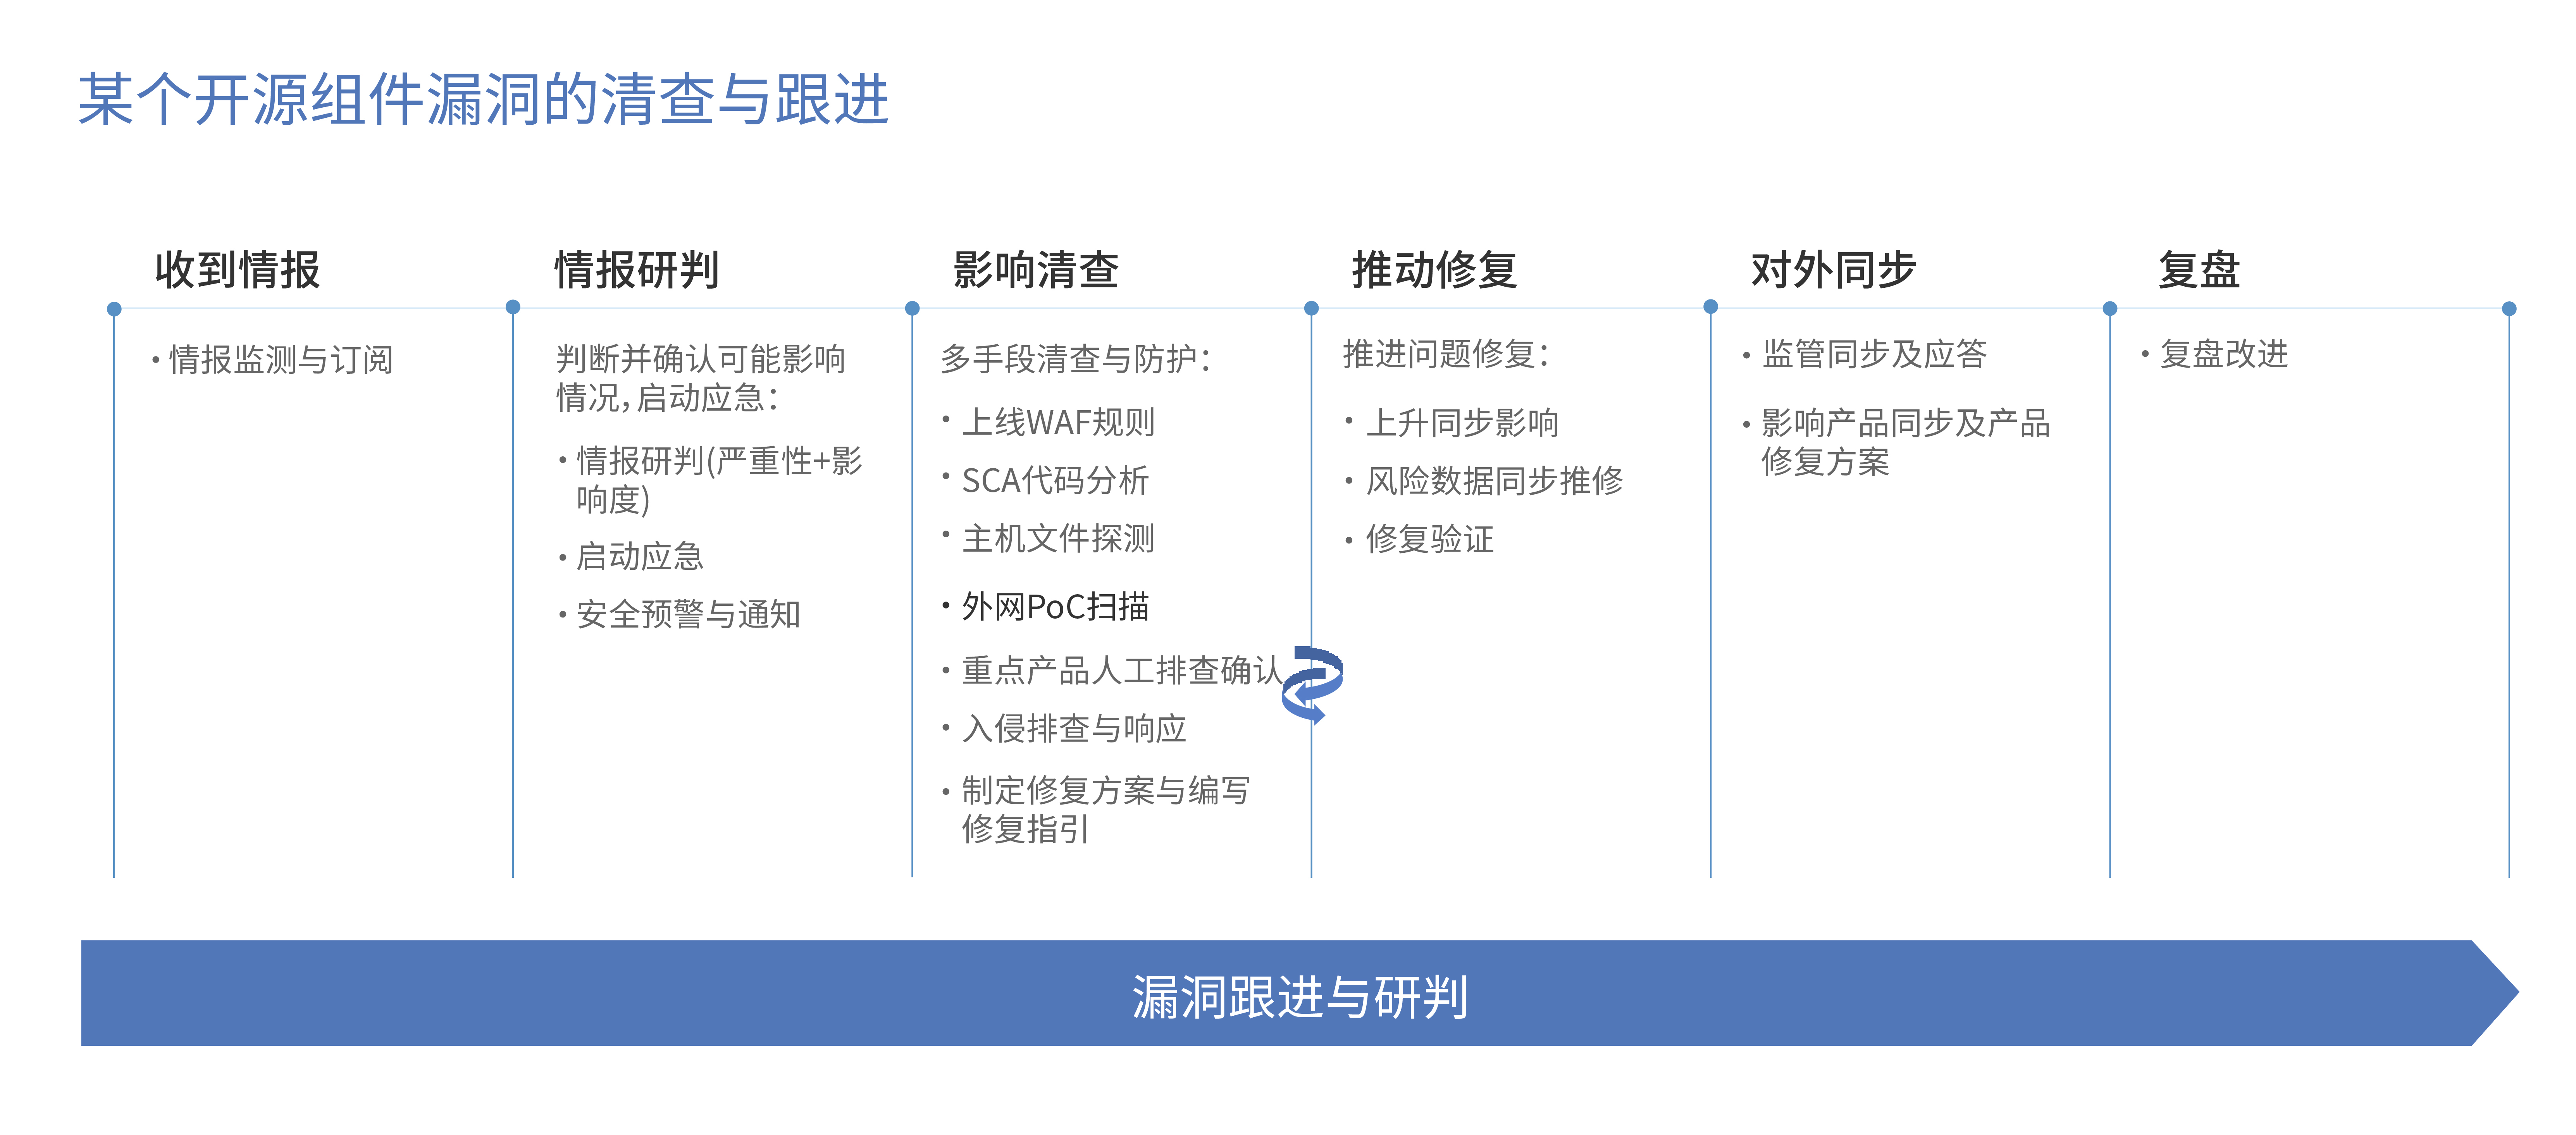 某个开源组件漏洞的清查与跟进
收到情报
• 情报监测与订阅
情报研判
判断并确认可能影响
情况，启动应急：
• 情报研判(严重性+影
响度)
• 启动应急
• 安全预警与通知
影响清查
多手段清查与防护：
• 上线WAF规则
• SCA代码分析
• 主机文件探测
• 外网PoC扫描
• 重点产品人工排查确认
• 入侵排查与响应
• 制定修复方案与编写
修复指引
推动修复
推进问题修复：
• 上升同步影响
• 风险数据同步推修
• 修复验证
对外同步
• 监管同步及应答
• 影响产品同步及产品
修复方案
复盘
• 复盘改进
漏洞跟进与研判